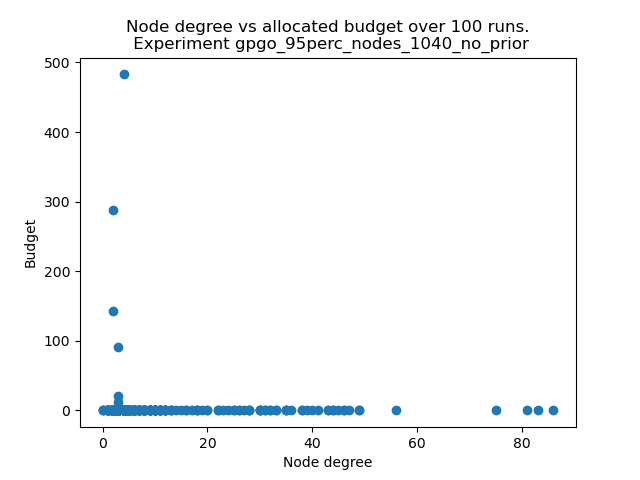 Node degree vs allocated budget over 100 runs.
Experiment gpgo_95perc_nodes_1040_no_prior
500
400
300
200
100
0
Budget
0 20 40 60 80
Node degree